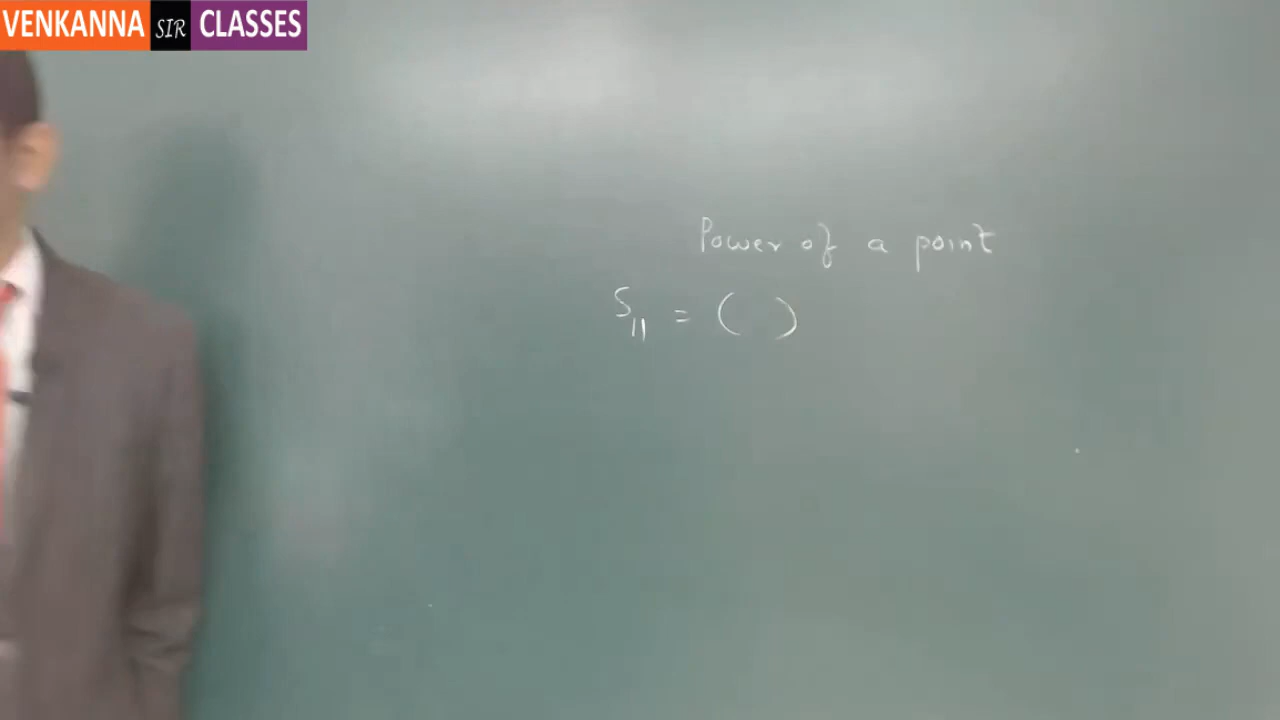 VENKANNA SIR CLASSES
Power of a point
S₁₁ = ( )